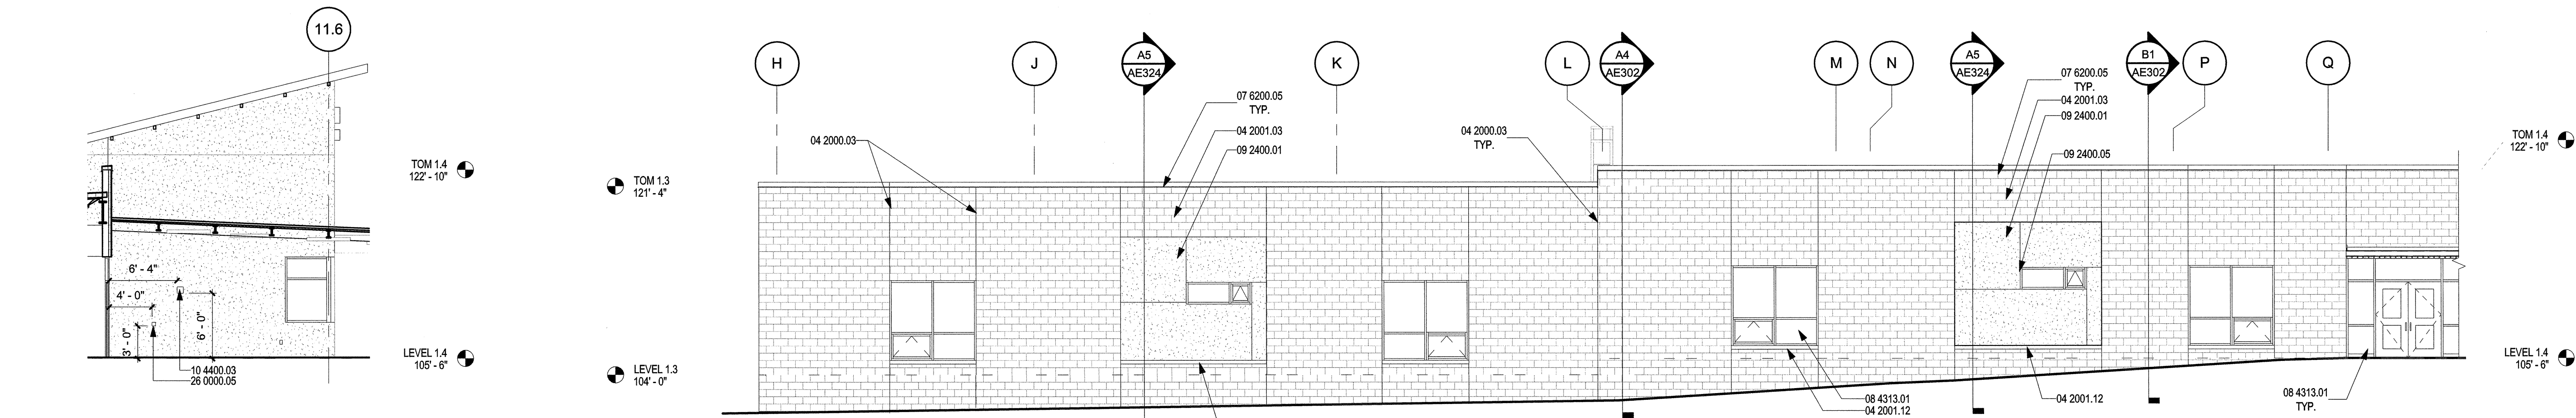 11.6
TOM 1.4
122' - 10"
6' - 4"
4' - 0"
3' - 0"
6' - 0"
10 4400.03
26 0000.05
LEVEL 1.4
105' - 6"
TOM 1.3
121' - 4"
LEVEL 1.3
104' - 0"
H
J
A5
AE324
K
L
A4
AE302
M
N
A5
AE324
B1
AE302
P
Q
04 2000.03
07 6200.05
TYP.
04 2001.03
09 2400.01
04 2000.03
TYP.
07 6200.05
TYP.
04 2001.03
09 2400.01
09 2400.05
08 4313.01
04 2001.12
04 2001.12
08 4313.01
TYP.
TOM 1.4
122' - 10"
LEVEL 1.4
105' - 6"